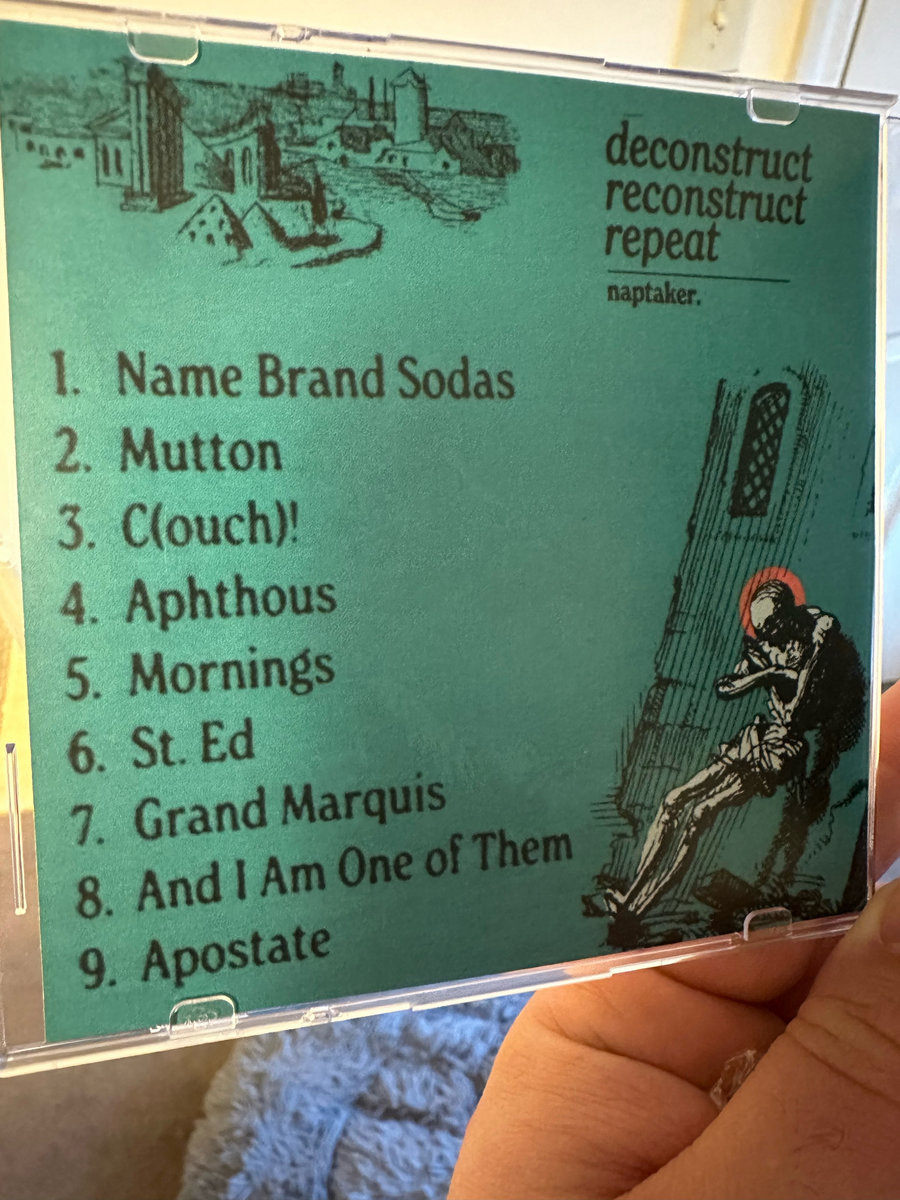 deconstruct
reconstruct
repeat
naptaker.
1. Name Brand Sodas
2. Mutton
3. C(ouch)!
4. Aphthous
5. Mornings
6. St. Ed
7. Grand Marquis
8. And I Am One of Them
9. Apostate